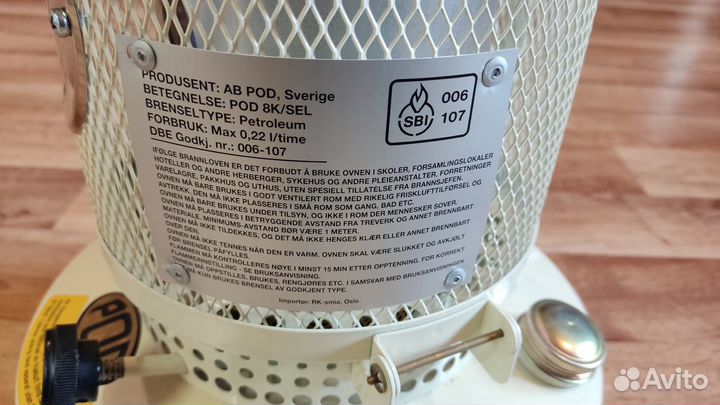 PRODUSENT: AB POD, Sverige
BETEGNELSE: POD 8K/SEL
BRENSELTYPE: Petroleum
FORBRUK: Max 0,22 l/time
DBE Godkj. nr.: 006-107
SBI
006
107
IFØLGE BRANNLOVEN ER DET FORBUDT Å BRUKE OVNEN I SKOLER, FORSAMLINGSLOKALER
HOTELLER OG ANDRE HERBERGER, SYKEHUS OG ANDRE PLEIEANSTALTER, FORRETNINGER
VARELAGRE, PAKKHUS OG UTHUS, UTEN SPESIELL TILLATELSE FRA BRANNSJEFEN.
OVNEN MÅ BARE BRUKES I GODT VENTILERT ROM MED RIKELIG FRISKLUFTTILFØRSEL OG
AVTREKK. DEN MÅ IKKE PLASSERES I SMÅ ROM SOM GANG, BAD ETC.
OVNEN MÅ BARE BRUKES UNDER TILSYN, OG IKKE I ROM DER MENNESKER SOVER.
OVNEN MÅ PLASSERES I BETRYGGENDE AVSTAND FRA TREVERK OG ANNET BRENNBART
MATERIALE. MINIMUMS-AVSTAND BØR VÆRE 1 METER.
OVNEN MÅ IKKE TILDEKKES, OG DET MÅ IKKE HENGES KLÆR ELLER ANNET BRENNBART
OVER DEN.
OVNEN MÅ IKKE TENNES NÅR DEN ER VARM. OVNEN SKAL VÆRE SLUKKET OG AVKJØLT
FØR BRENSEL PÅFYLLES.
FLAMMEN MÅ KONTROLLERES NØYE I MINST 15 MIN ETTER OPPTENNING. FOR KORREKT
FLAMMEINNSTILLING - SE BRUKSANVISNING.
OVNEN MÅ OPPSTILLES, BRUKES, RENGJØRES ETC. I SAMSVAR MED BRUKSANVISNINGEN
MÅ KUN BRUKES BRENSEL AV GODKJENT TYPE.
Importør: RK-smia, Oslo
POD
Avito